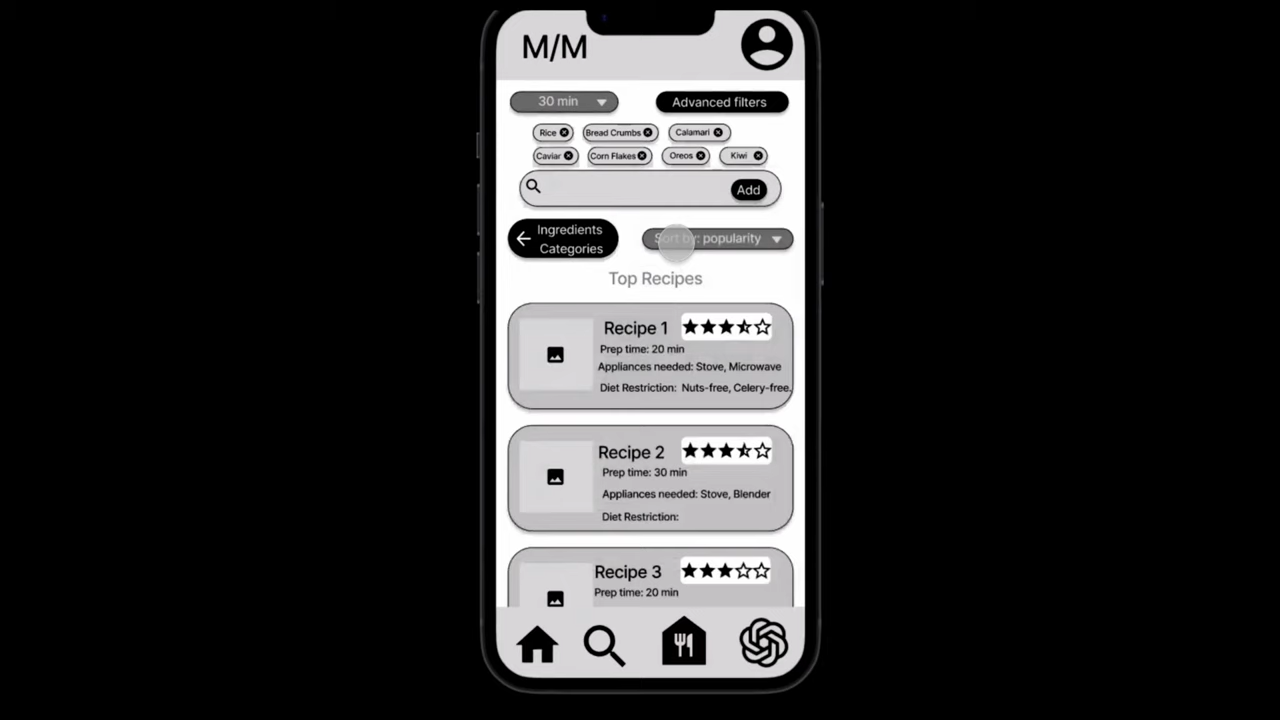 M/M
30 min
Advanced filters
Rice
Bread Crumbs
Calamari
Caviar
Corn Flakes
Oreos
Kiwi
Add
Ingredients
Categories
Sort by: popularity
Top Recipes
Recipe 1
Prep time: 20 min
Appliances needed: Stove, Microwave
Diet Restriction: Nuts-free, Celery-free,
Recipe 2
Prep time: 30 min
Appliances needed: Stove, Blender
Diet Restriction:
Recipe 3
Prep time: 20 min